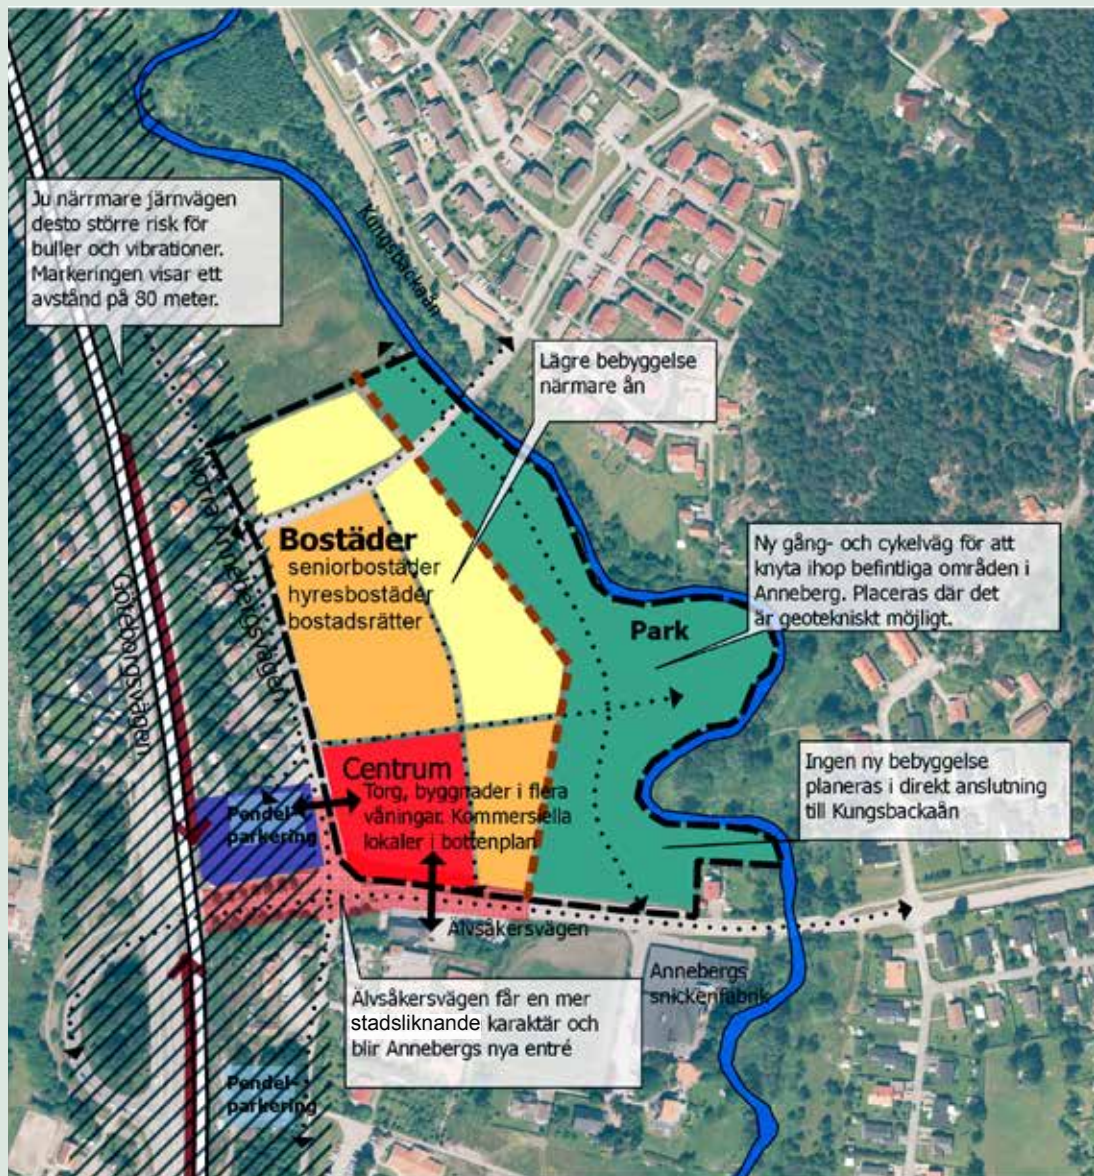 Ju närrmare järnvägen
desto större risk för
buller och vibrationer.
Markeringen visar ett
avstånd på 80 meter.
Kungsbackaån
Lägre bebyggelse
närmare ån
Norra Annebergsvägen
Göteborgsvägen
Bostäder
seniorbostäder
hyresbostäder
bostadsrätter
Ny gång- och cykelväg för att
knyta ihop befintliga områden i
Anneberg. Placeras där det
är geotekniskt möjligt.
Park
Centrum
Torg, byggnader i flera
våningar. Kommersiella
lokaler i bottenplan
Ingen ny bebyggelse
planeras i direkt anslutning
till Kungsbackaån
Pendel-
parkering
Älvsåkersvägen
Annebergs
snickerifabrik
Älvsåkersvägen får en mer
stadsliknande karaktär och
blir Annebergs nya entré
Pendel-
parkering